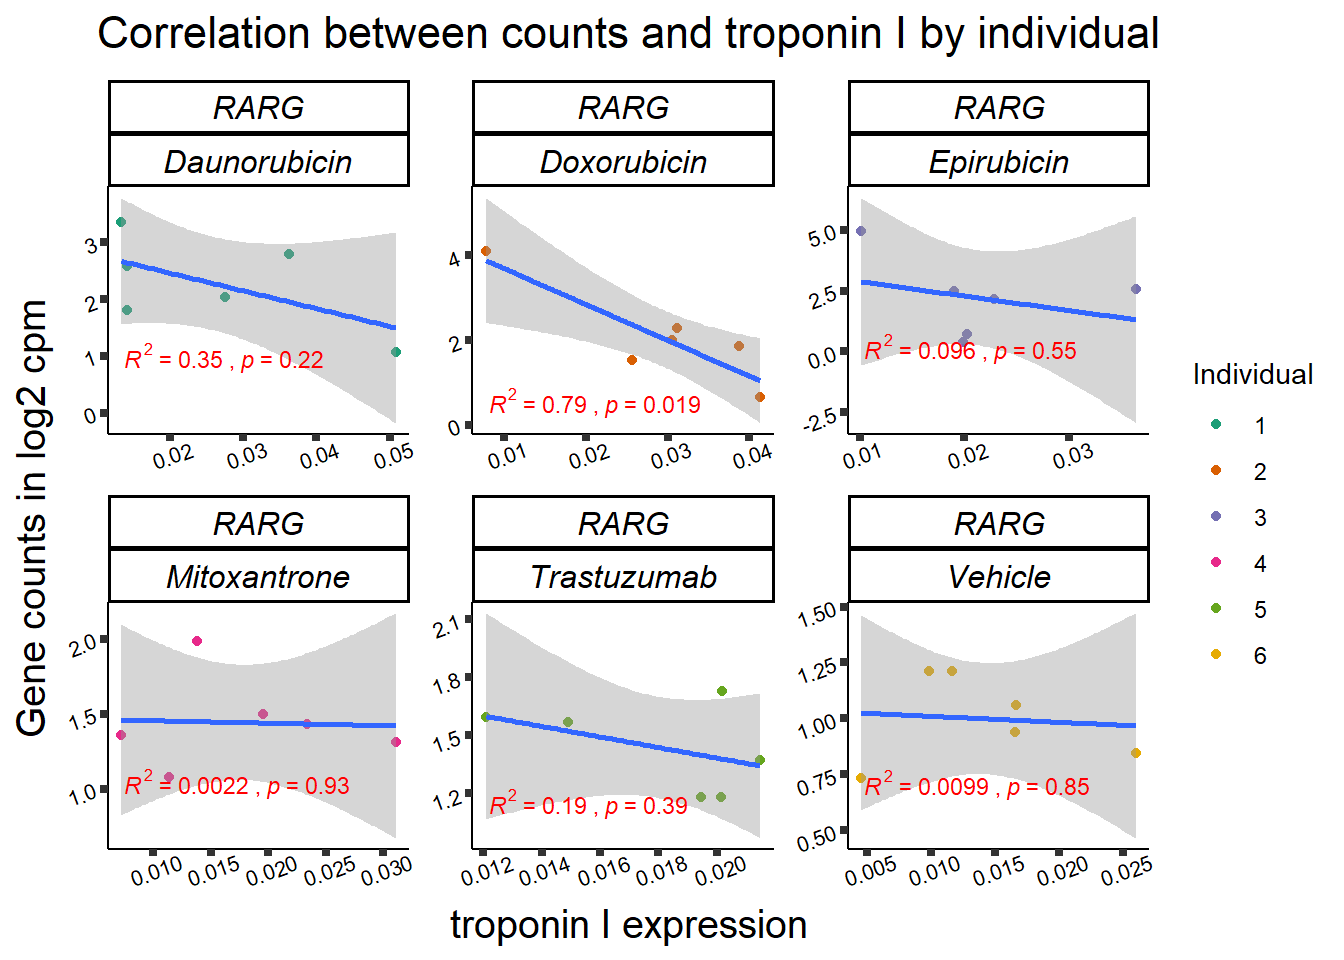 Correlation between counts and troponin I by individual
RARG RARG RARG
Daunorubicin Doxorubicin Epirubicin
3
2
1
0
R² = 0.35 , p = 0.22
0.02 0.03 0.04 0.05
4
2
0
R² = 0.79 , p = 0.019
0.01 0.02 0.03 0.04
5.0
2.5
0.0
-2.5
R² = 0.096 , p = 0.55
0.01 0.02 0.03
RARG RARG RARG
Mitoxantrone Trastuzumab Vehicle
2.0
1.5
1.0
R² = 0.0022 , p = 0.93
0.010 0.015 0.020 0.025 0.030
2.1
1.8
1.5
1.2
R² = 0.19 , p = 0.39
0.012 0.014 0.016 0.018 0.020
1.50
1.25
1.00
0.75
0.50
R² = 0.0099 , p = 0.85
0.005 0.010 0.015 0.020 0.025
Gene counts in log2 cpm
troponin I expression
Individual
1
2
3
4
5
6